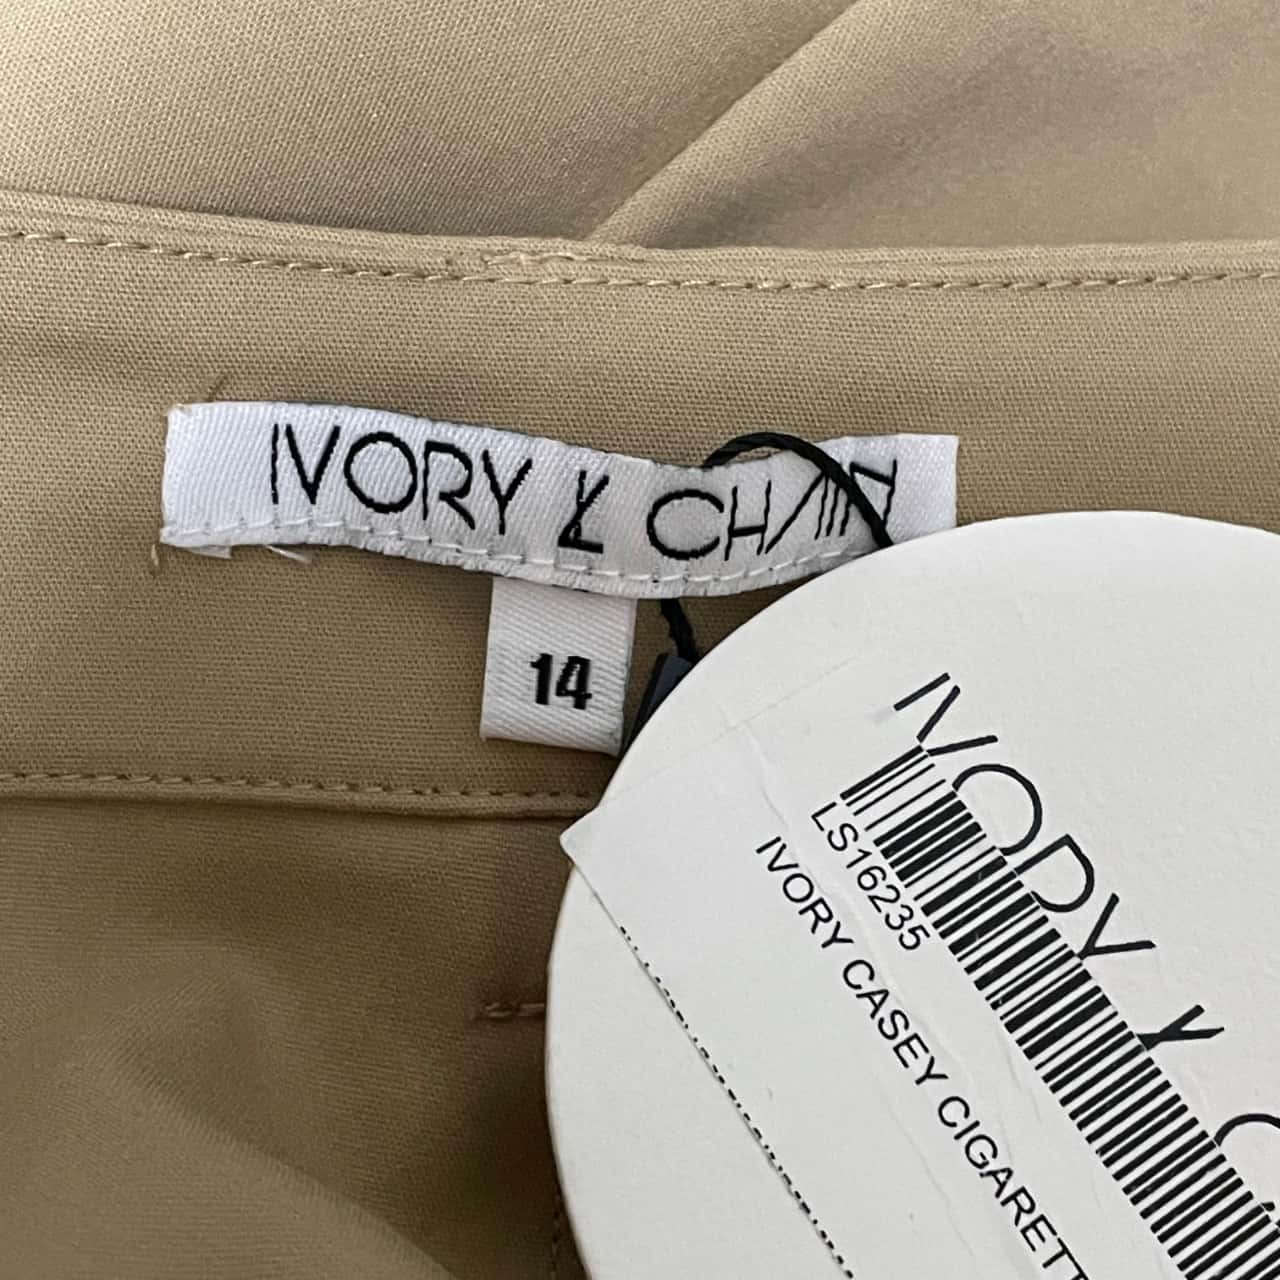 IVORY & CHAIN
14
IVORY &
LS16235
IVORY CASEY CIGARETT